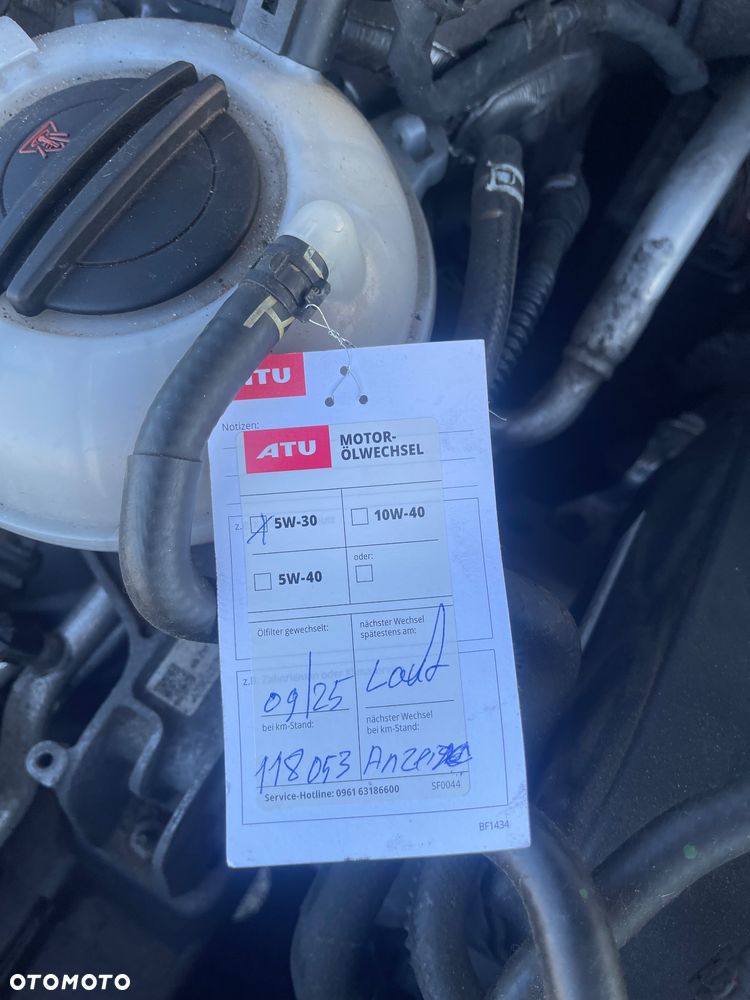 ATU
Notizen:
ATU
MOTOR-
ÖLWECHSEL
5W-30
10W-40
5W-40
oder:
Ölfilter gewechselt:
nächster Wechsel
spätestens am:
09/25
Laut
bei km-Stand:
nächster Wechsel
bei km-Stand:
118053
Anzeige
Service-Hotline: 0961 63186600
SF0044
BF1434
OTOMOTO